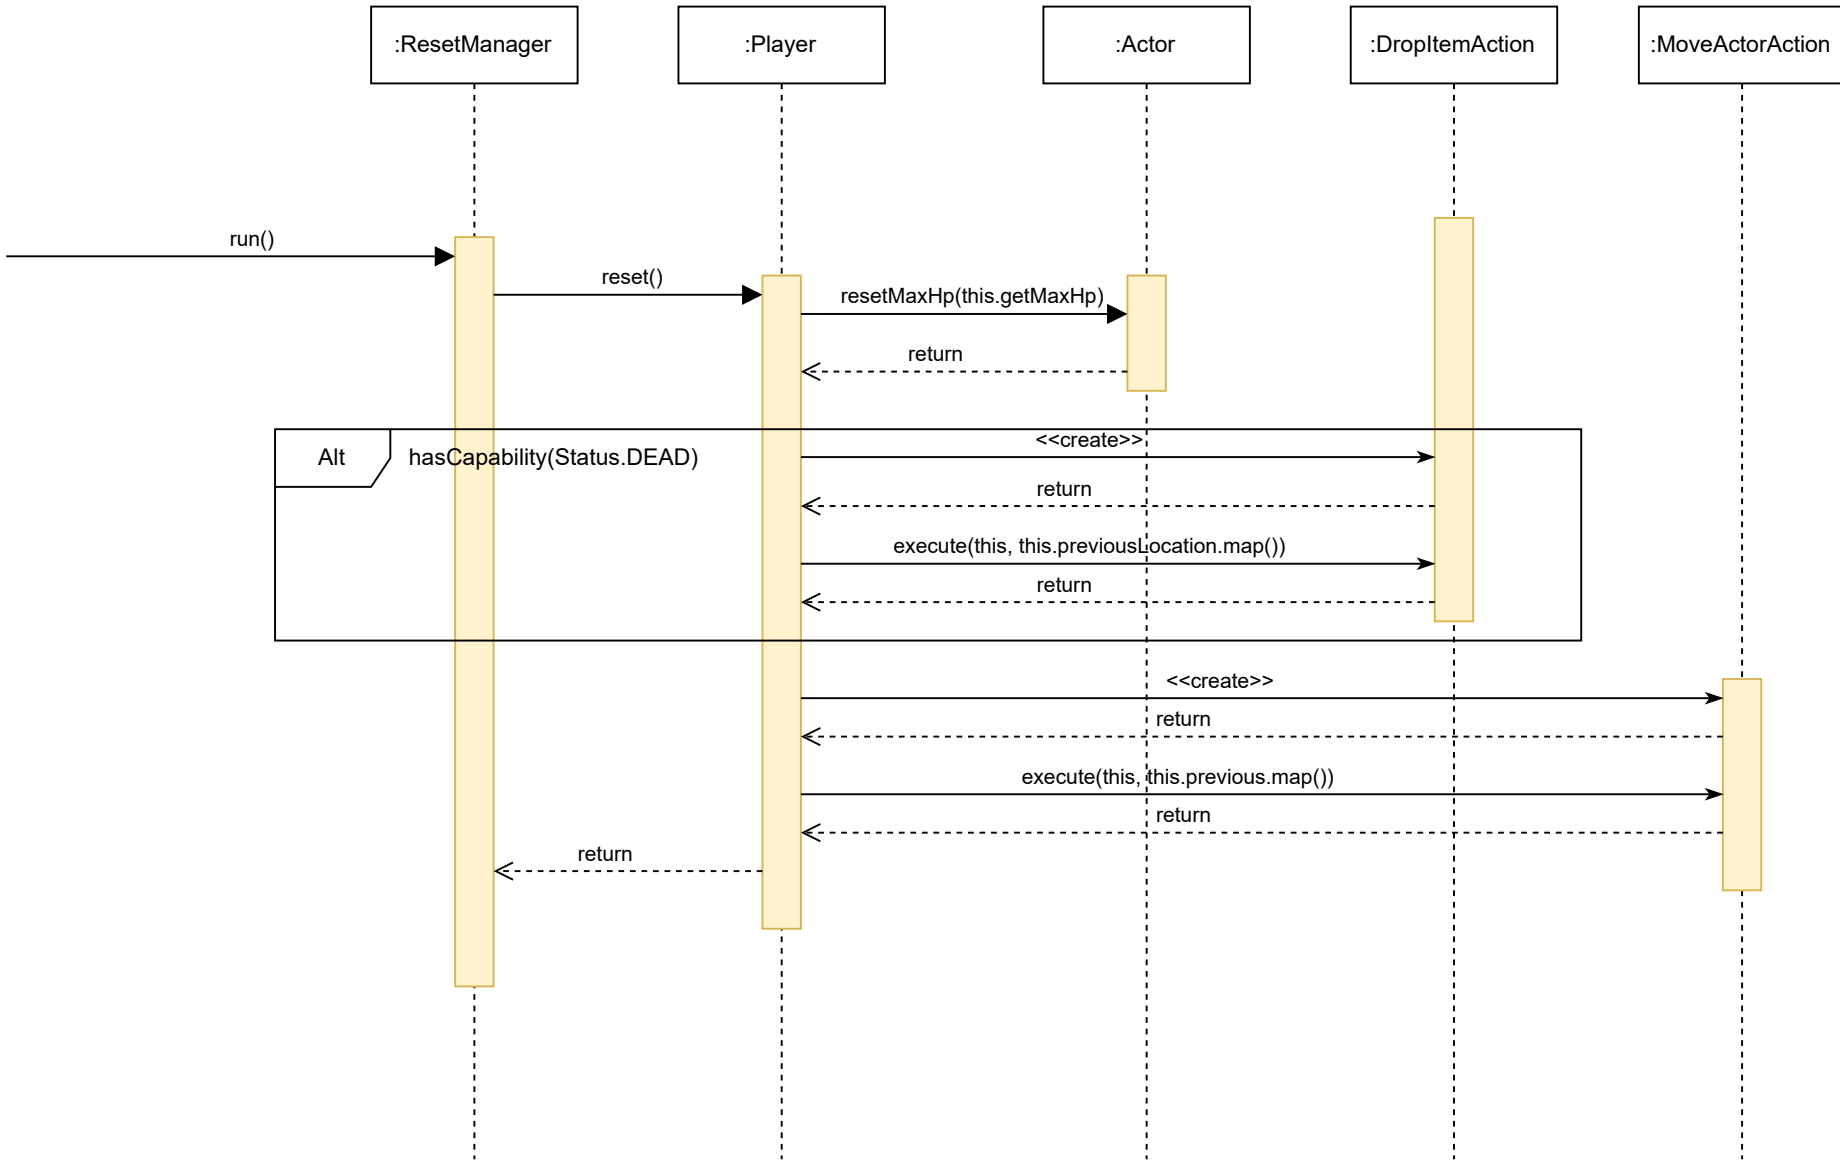 :ResetManager
:Player
:Actor
:DropItemAction
:MoveActorAction
run()
reset()
resetMaxHp(this.getMaxHp)
return
Alt
hasCapability(Status.DEAD)
<<create>>
return
execute(this, this.previousLocation.map())
return
<<create>>
return
execute(this, this.previous.map())
return
return